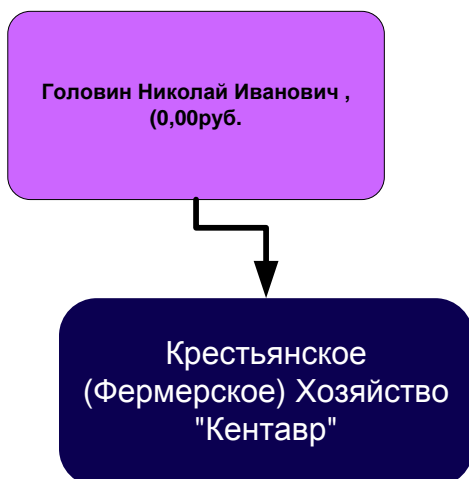 Головин Николай Иванович ,
(0,00руб.
Крестьянское
(Фермерское) Хозяйство
"Кентавр"